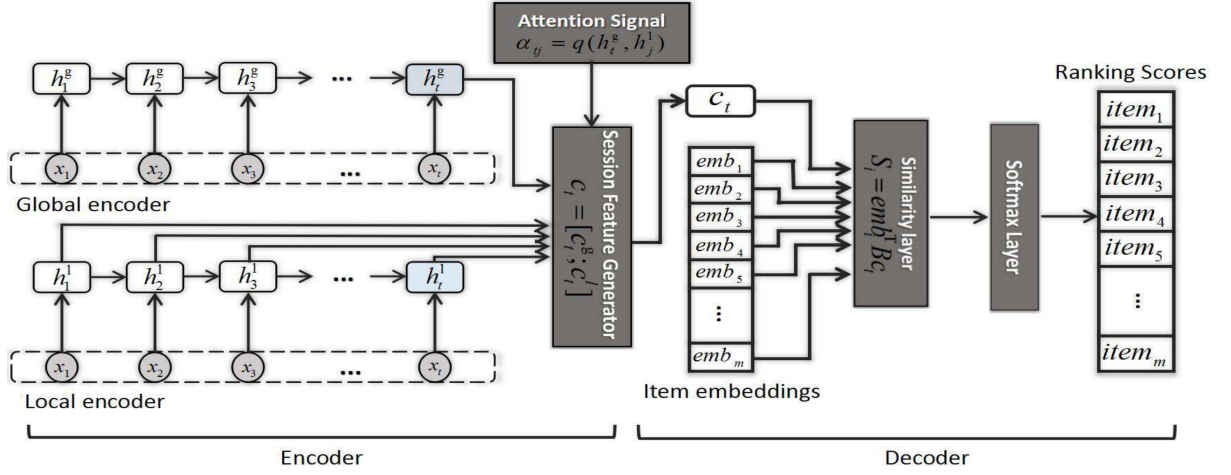 Attention Signal
α_tj = q(h_t^g, h_j^l)
h_1^g h_2^g h_3^g ... h_t^g
x_1 x_2 x_3 ... x_t
Global encoder
h_1^l h_2^l h_3^l ... h_t^l
x_1 x_2 x_3 ... x_t
Local encoder
Session Feature Generator
c_t = [c_t^g; c_t^l]
c_t
emb_1
emb_2
emb_3
emb_4
emb_5
...
emb_m
Item embeddings
Similarity layer
S_i = emb_i^T B c_t
Softmax Layer
Ranking Scores
item_1
item_2
item_3
item_4
item_5
...
item_m
Encoder
Decoder